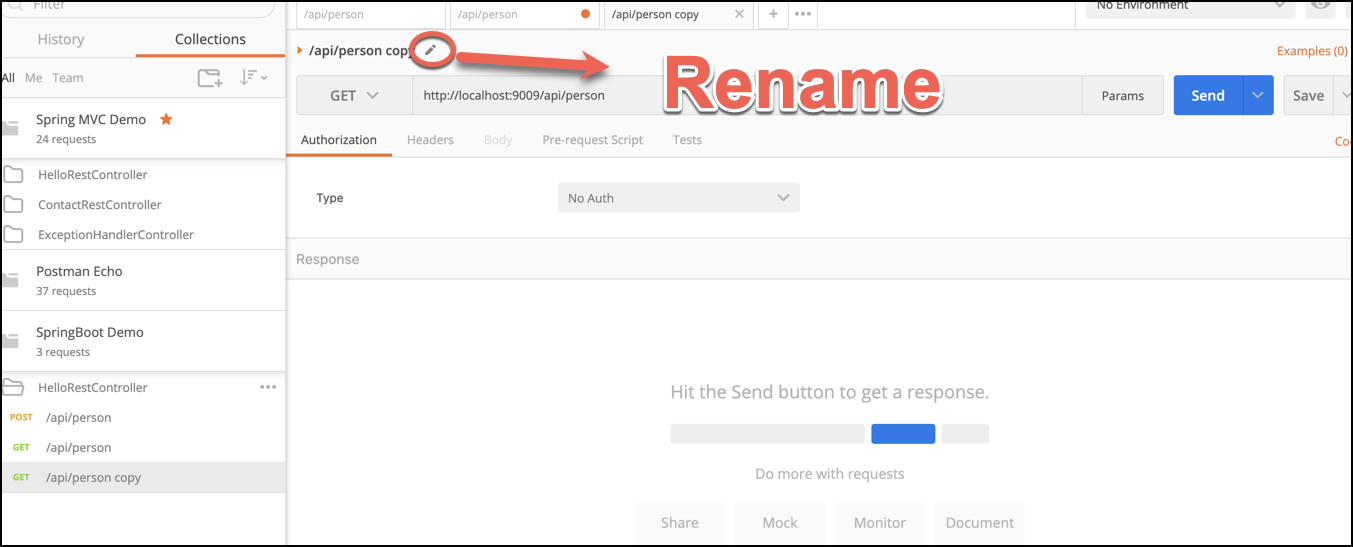 Filter
/api/person
/api/person
/api/person copy
No Environment
History
Collections
/api/person copy
Rename
Examples (0)
All Me Team
GET
http://localhost:9009/api/person
Params
Send
Save
Spring MVC Demo
24 requests
Authorization
Headers
Body
Pre-request Script
Tests
HelloRestController
ContactRestController
ExceptionHandlerController
Type
No Auth
Response
Postman Echo
37 requests
SpringBoot Demo
3 requests
HelloRestController
POST /api/person
GET /api/person
GET /api/person copy
Hit the Send button to get a response.
Do more with requests
Share
Mock
Monitor
Document